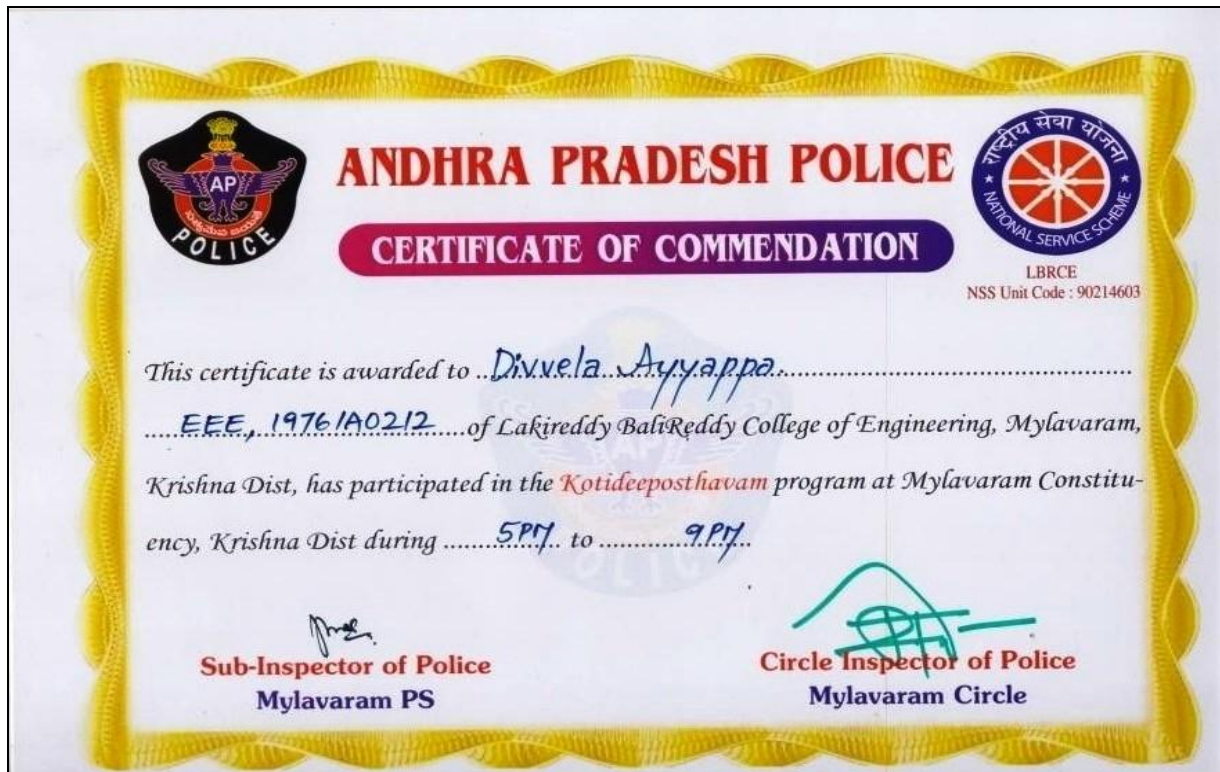 ANDHRA PRADESH POLICE
CERTIFICATE OF COMMENDATION
AP
POLICE
राष्ट्रीय सेवा योजना
NATIONAL SERVICE SCHEME
LBRCE
NSS Unit Code : 90214603
This certificate is awarded to ..Divvela Ayyappa.
EEE, 19761A0212 of Lakireddy BaliReddy College of Engineering, Mylavaram,
Krishna Dist, has participated in the Kotideeposthavam program at Mylavaram Constitu-
ency, Krishna Dist during ..........5PM.. to .............9PM...
Sub-Inspector of Police
Mylavaram PS
Circle Inspector of Police
Mylavaram Circle